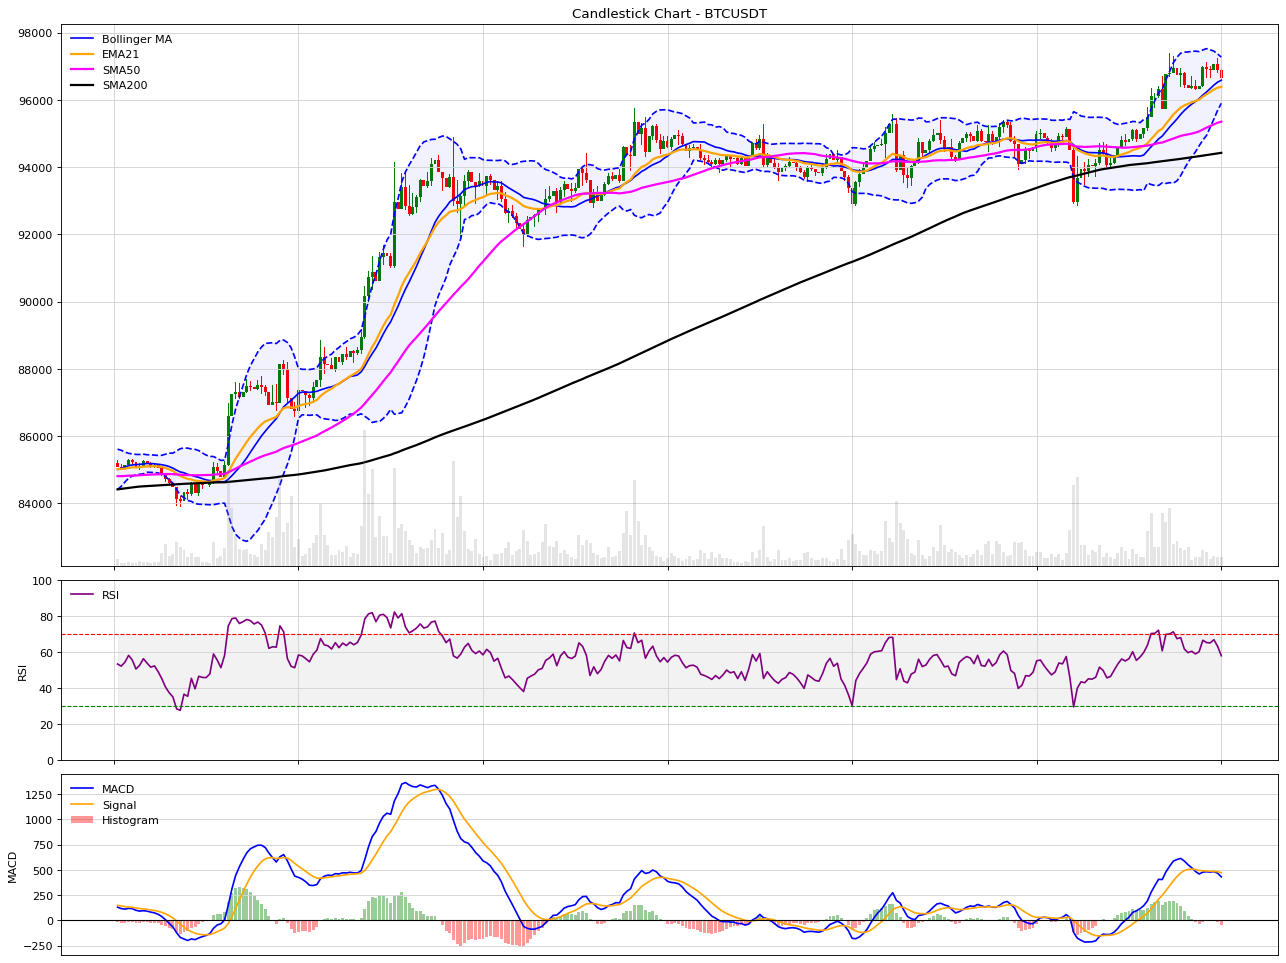 Candlestick Chart - BTCUSDT
98000
96000
94000
92000
90000
88000
86000
84000
Bollinger MA
EMA21
SMA50
SMA200
100
80
60
40
20
0
RSI
RSI
1250
1000
750
500
250
0
−250
MACD
MACD
Signal
Histogram